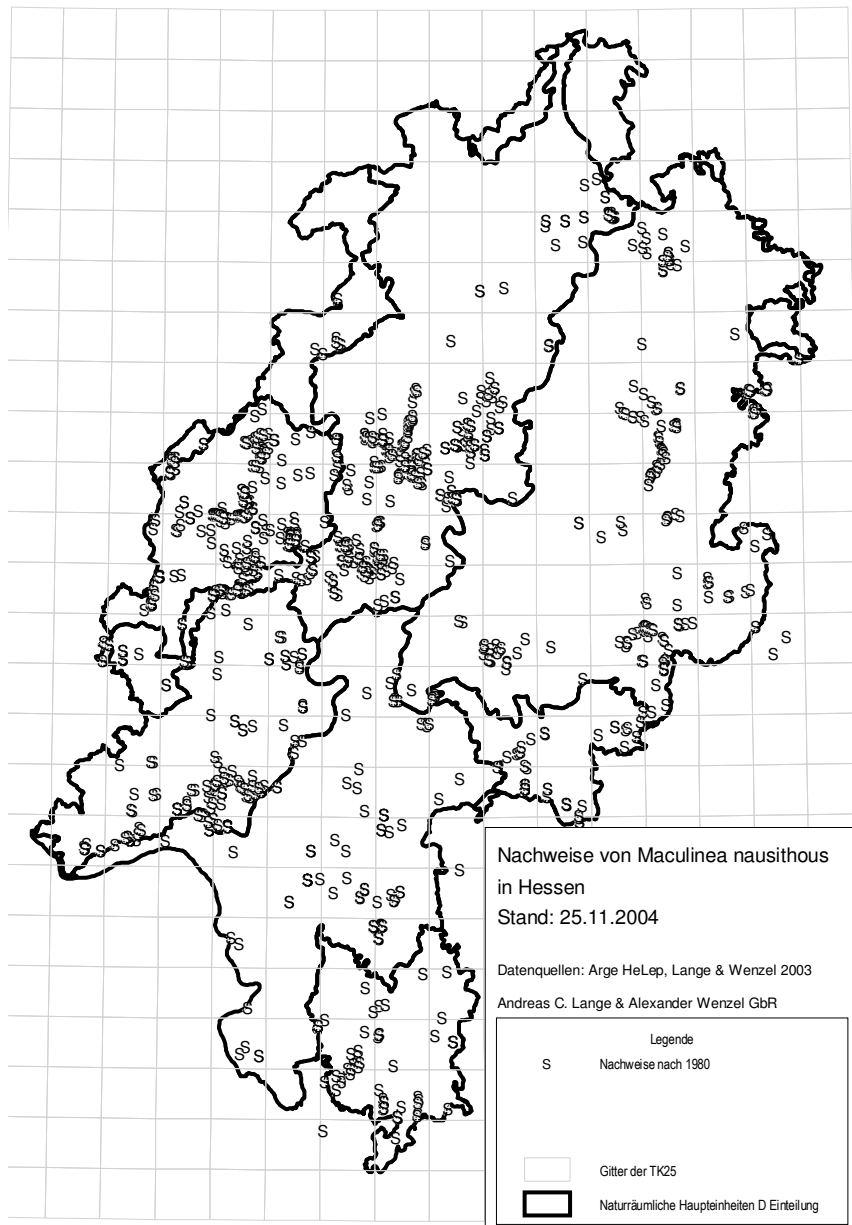 Nachweise von Maculinea nausithous
in Hessen
Stand: 25.11.2004
Datenquellen: Arge HeLep, Lange & Wenzel 2003
Andreas C. Lange & Alexander Wenzel GbR
Legende
S Nachweise nach 1980
Gitter der TK25
Naturräumliche Haupteinheiten D Einteilung